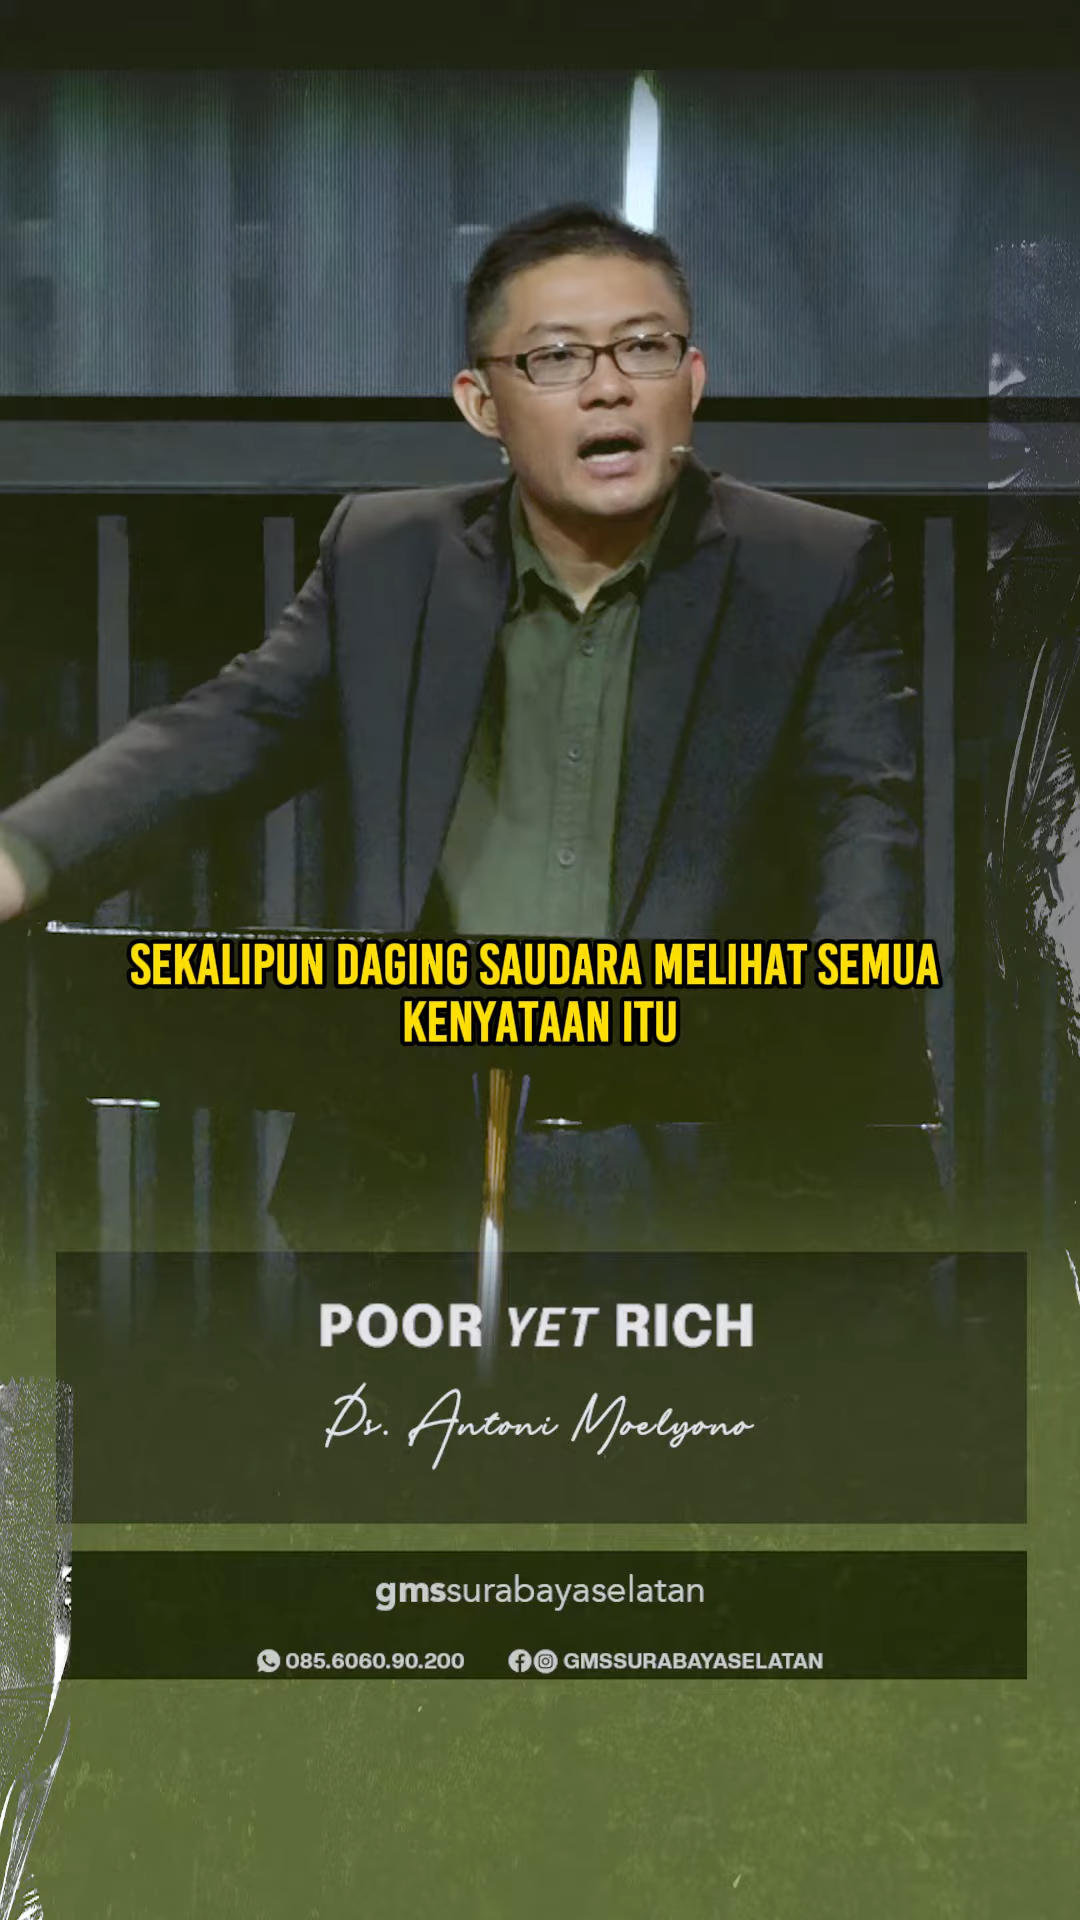 SEKALIPUN DAGING SAUDARA MELIHAT SEMUA
KENYATAAN ITU
POOR YET RICH
Ps. Antoni Moelyono
gmssurabayaselatan
085.6060.90.200 GMSSURABAYASELATAN